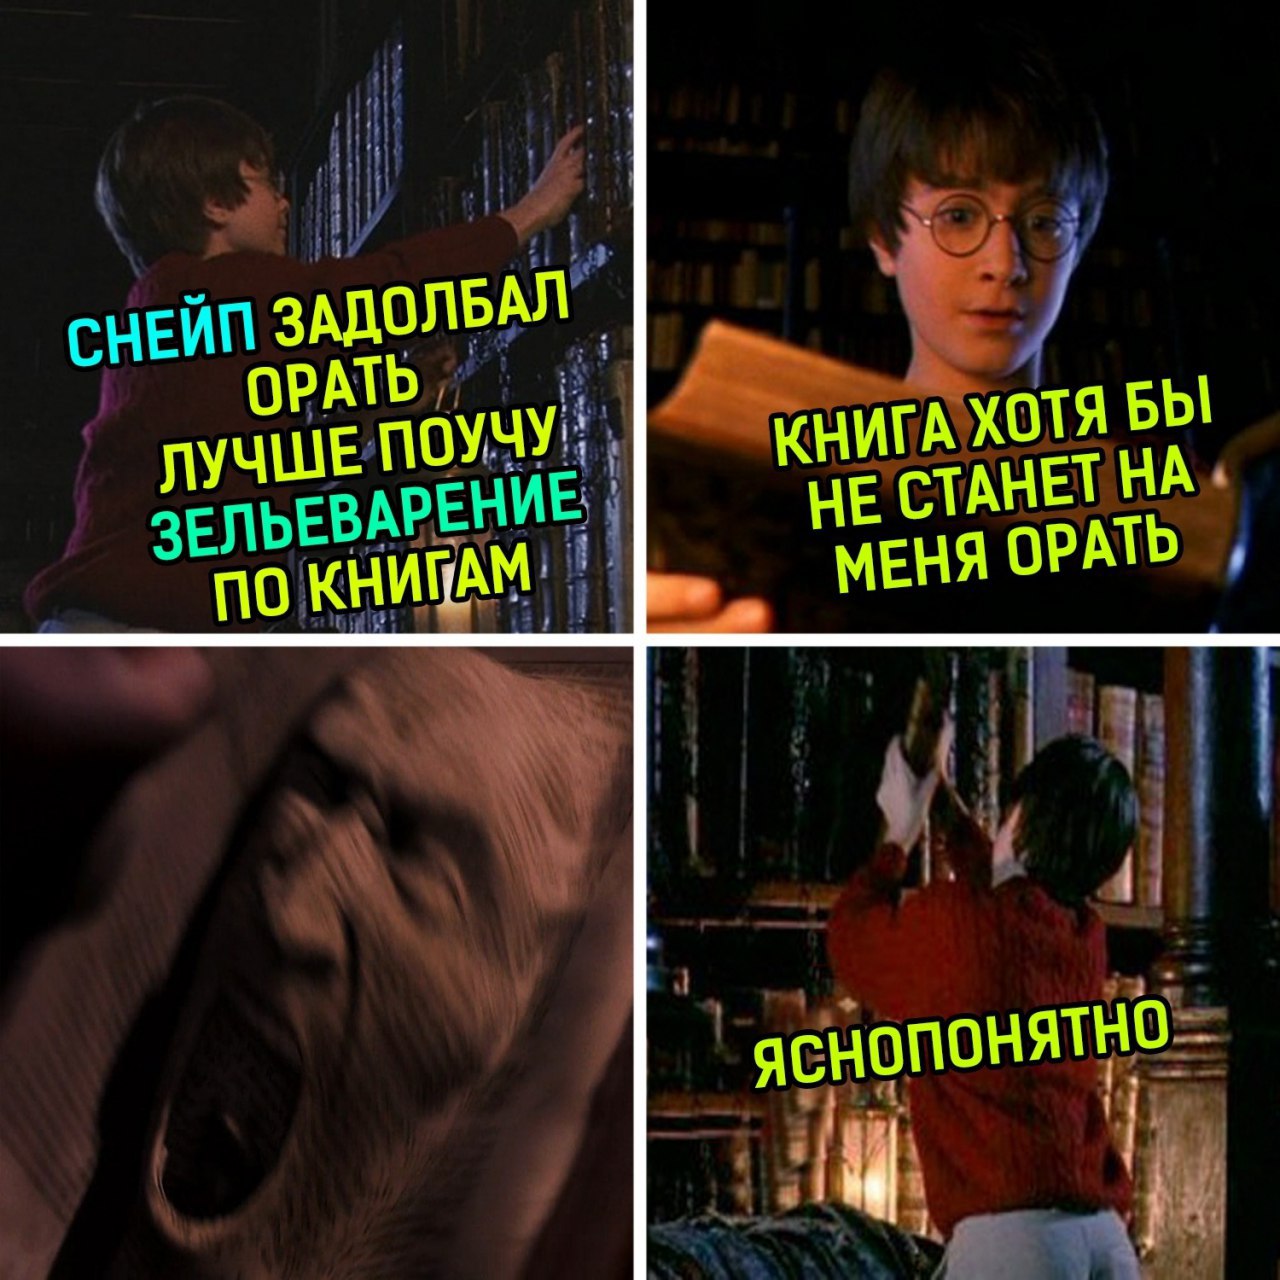 СНЕЙП ЗАДОЛБАЛ
ОРАТЬ
ЛУЧШЕ ПОУЧУ
ЗЕЛЬЕВАРЕНИЕ
ПО КНИГАМ
КНИГА ХОТЯ БЫ
НЕ СТАНЕТ НА
МЕНЯ ОРАТЬ
ЯСНОПОНЯТНО